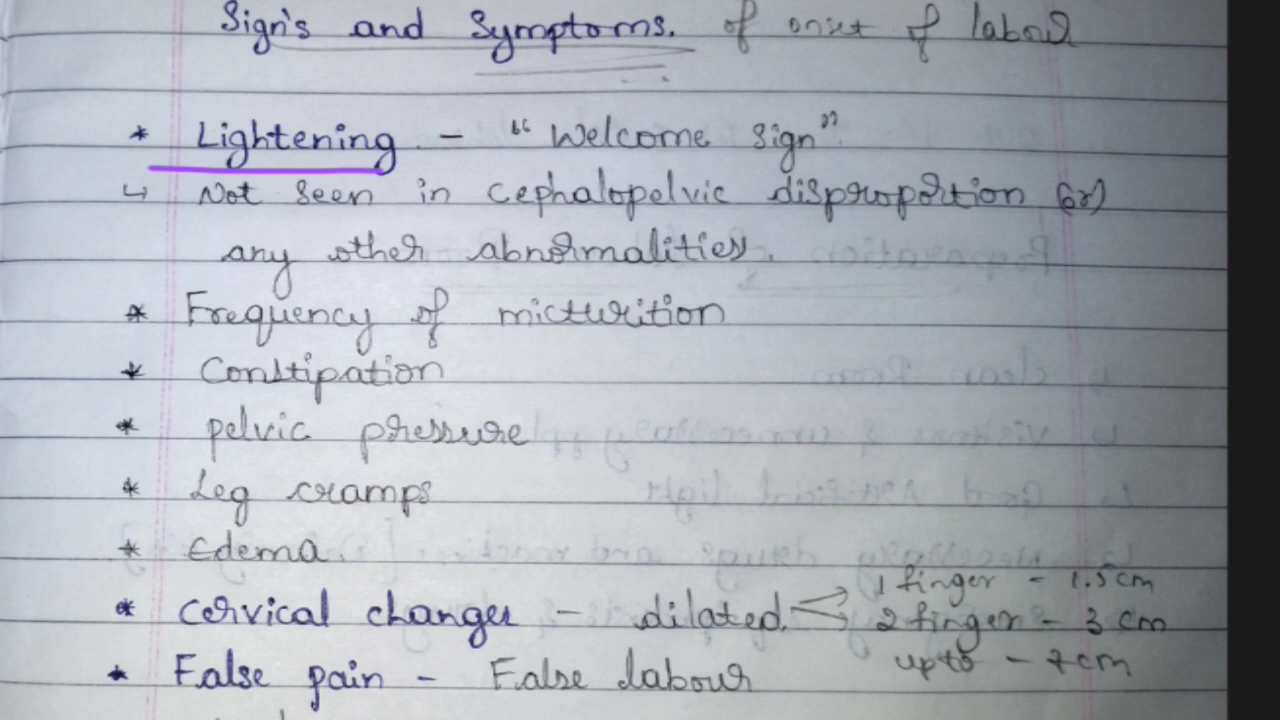 Sign's and Symptoms. of onset of labour
* Lightening - "Welcome Sign"
↳ Not seen in cephalopelvic disproportion (or)
any other abnormalities.
* Frequency of micturition
* Constipation
* pelvic pressure
* Leg cramps
* Edema.
* Cervical changes - dilated. 1 finger - 1.5cm
2 finger - 3 cm
upto - 7cm
* False pain - False labour